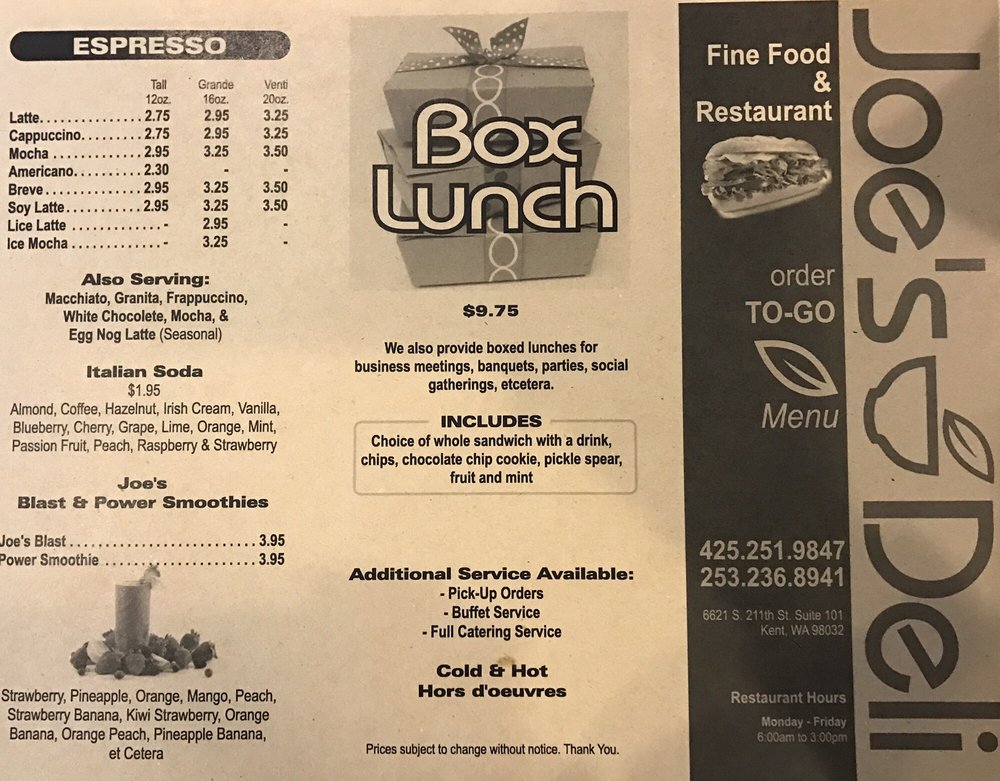 ESPRESSO
Tall Grande Venti
12oz. 16oz. 20oz.
Latte. . . . . . . . . . . . . . . 2.75 2.95 3.25
Cappuccino. . . . . . . . . 2.75 2.95 3.25
Mocha . . . . . . . . . . . . . 2.95 3.25 3.50
Americano. . . . . . . . . . 2.30 - -
Breve . . . . . . . . . . . . . . 2.95 3.25 3.50
Soy Latte. . . . . . . . . . . 2.95 3.25 3.50
Lice Latte . . . . . . . . . . . . . - 2.95 -
Ice Mocha . . . . . . . . . . . . - 3.25 -
Also Serving:
Macchiato, Granita, Frappuccino,
White Chocolete, Mocha, &
Egg Nog Latte (Seasonal)
Italian Soda
$1.95
Almond, Coffee, Hazelnut, Irish Cream, Vanilla,
Blueberry, Cherry, Grape, Lime, Orange, Mint,
Passion Fruit, Peach, Raspberry & Strawberry
Joe's
Blast & Power Smoothies
Joe's Blast . . . . . . . . . . . . . . . . . . . . . . . . . 3.95
Power Smoothie . . . . . . . . . . . . . . . . . . . . 3.95
Strawberry, Pineapple, Orange, Mango, Peach,
Strawberry Banana, Kiwi Strawberry, Orange
Banana, Orange Peach, Pineapple Banana,
et Cetera
Box
Lunch
$9.75
We also provide boxed lunches for
business meetings, banquets, parties, social
gatherings, etcetera.
INCLUDES
Choice of whole sandwich with a drink,
chips, chocolate chip cookie, pickle spear,
fruit and mint
Additional Service Available:
- Pick-Up Orders
- Buffet Service
- Full Catering Service
Cold & Hot
Hors d'oeuvres
Prices subject to change without notice. Thank You.
Fine Food
&
Restaurant
order
TO-GO
Menu
425.251.9847
253.236.8941
6621 S. 211th St. Suite 101
Kent, WA 98032
Restaurant Hours
Monday - Friday
6:00am to 3:00pm
Joe's Deli